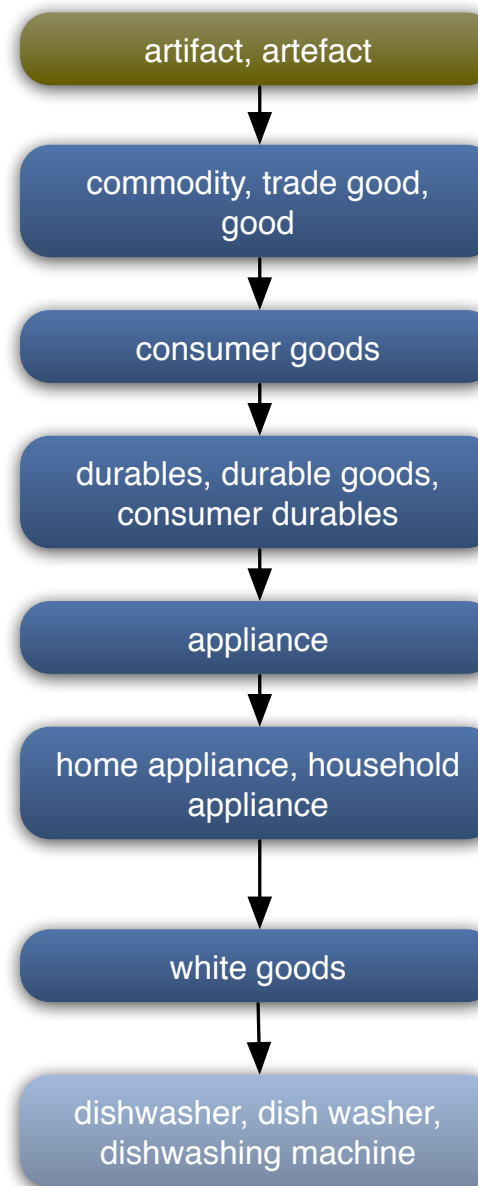 artifact, artefact
commodity, trade good,
good
consumer goods
durables, durable goods,
consumer durables
appliance
home appliance, household
appliance
white goods
dishwasher, dish washer,
dishwashing machine